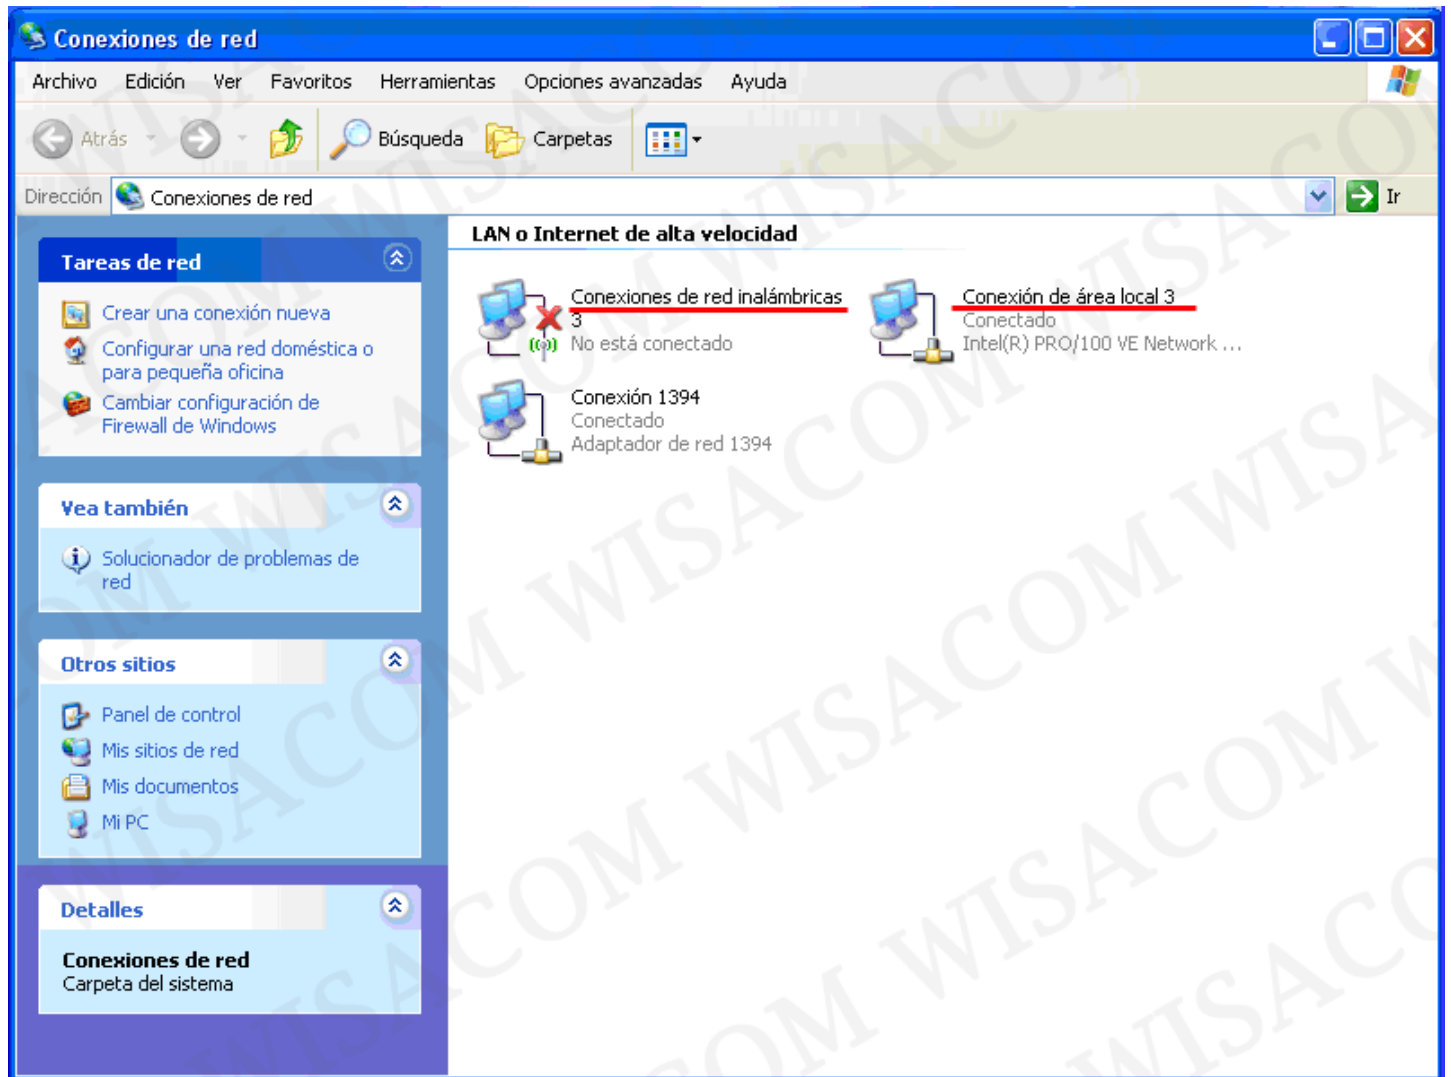 Conexiones de red
Archivo Edición Ver Favoritos Herramientas Opciones avanzadas Ayuda
Atrás Búsqueda Carpetas
Dirección Conexiones de red Ir
Tareas de red
Crear una conexión nueva
Configurar una red doméstica o
para pequeña oficina
Cambiar configuración de
Firewall de Windows
Vea también
Solucionador de problemas de
red
Otros sitios
Panel de control
Mis sitios de red
Mis documentos
Mi PC
Detalles
Conexiones de red
Carpeta del sistema
LAN o Internet de alta velocidad
Conexiones de red inalámbricas
3
No está conectado
Conexión de área local 3
Conectado
Intel(R) PRO/100 VE Network ...
Conexión 1394
Conectado
Adaptador de red 1394
WISACOM WISACOM WISACOM